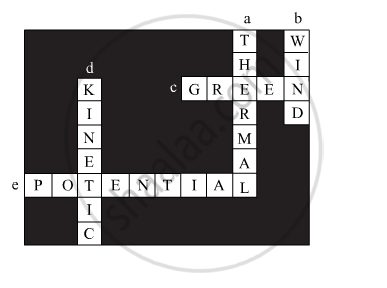 a b
T W
d H I
K c G R E E N
I R D
N M
E A
e P O T E N T I A L
I
C
shaalaa.com